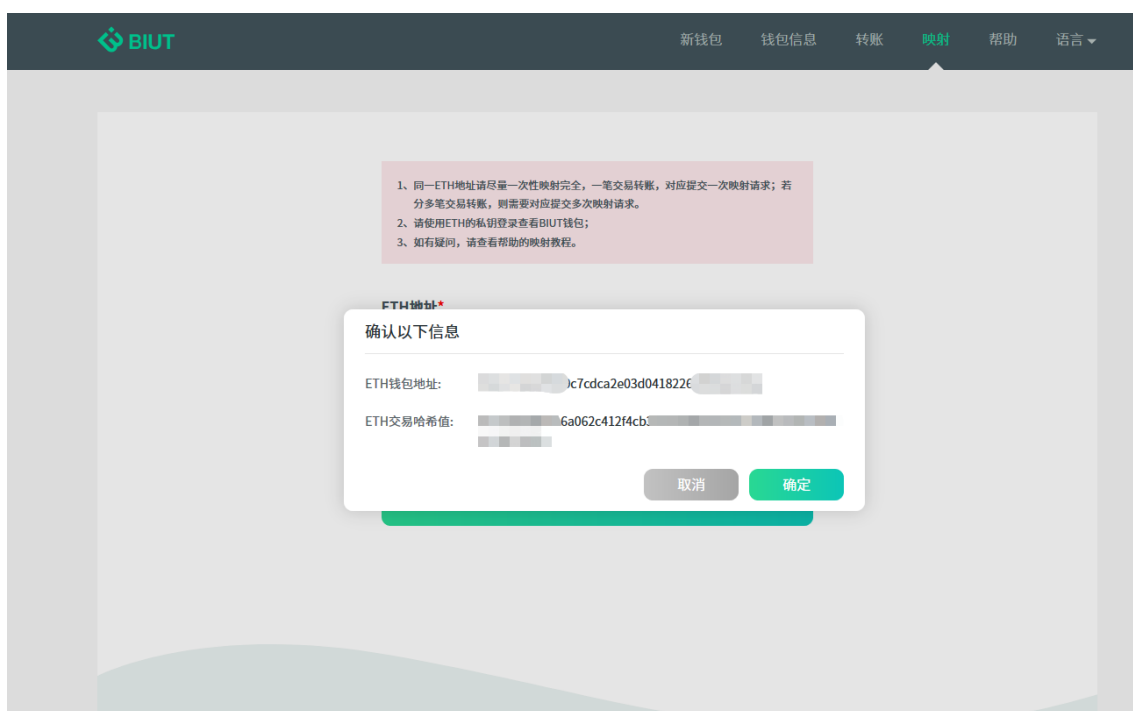 BIUT
新钱包 钱包信息 转账 映射 帮助 语言
1、同一ETH地址请尽量一次性映射完全，一笔交易转账，对应提交一次映射请求；若
分多笔交易转账，则需要对应提交多次映射请求。
2、请使用ETH的私钥登录查看BIUT钱包；
3、如有疑问，请查看帮助的映射教程。
ETH地址*
确认以下信息
ETH钱包地址: c7cdca2e03d0418226
ETH交易哈希值: 6a062c412f4cb
取消 确定